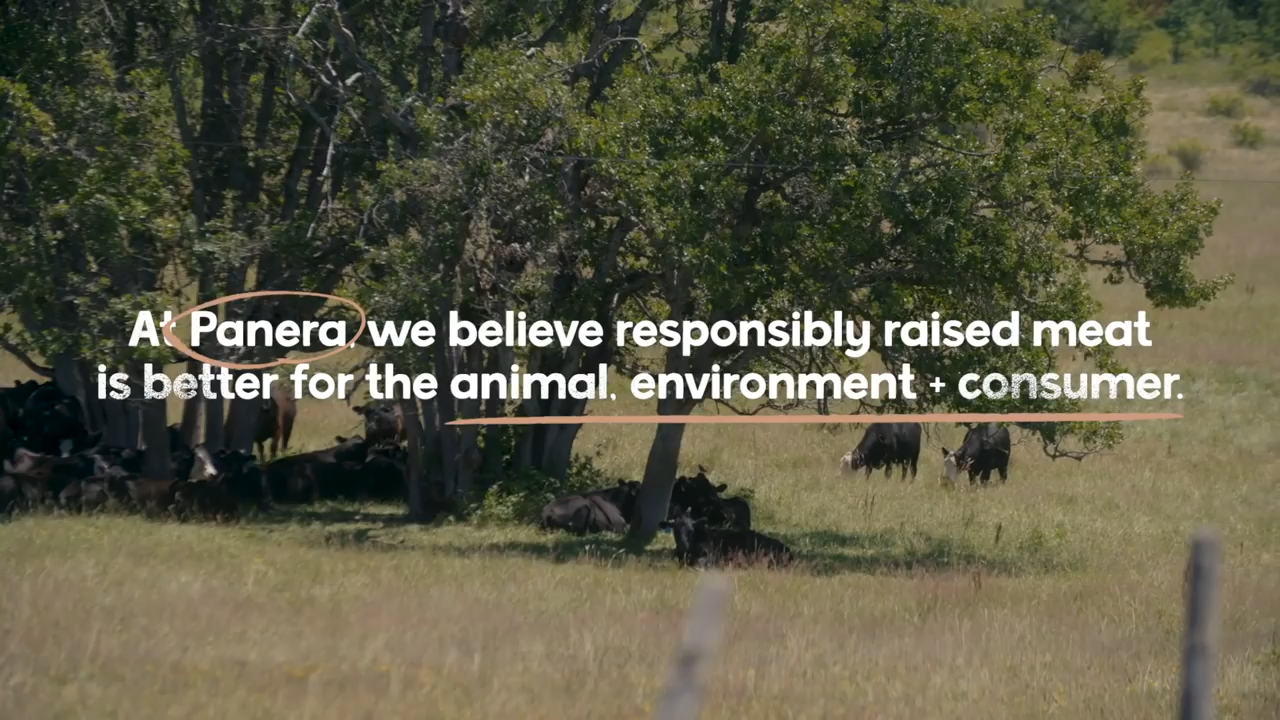 At Panera, we believe responsibly raised meat
is better for the animal, environment + consumer.